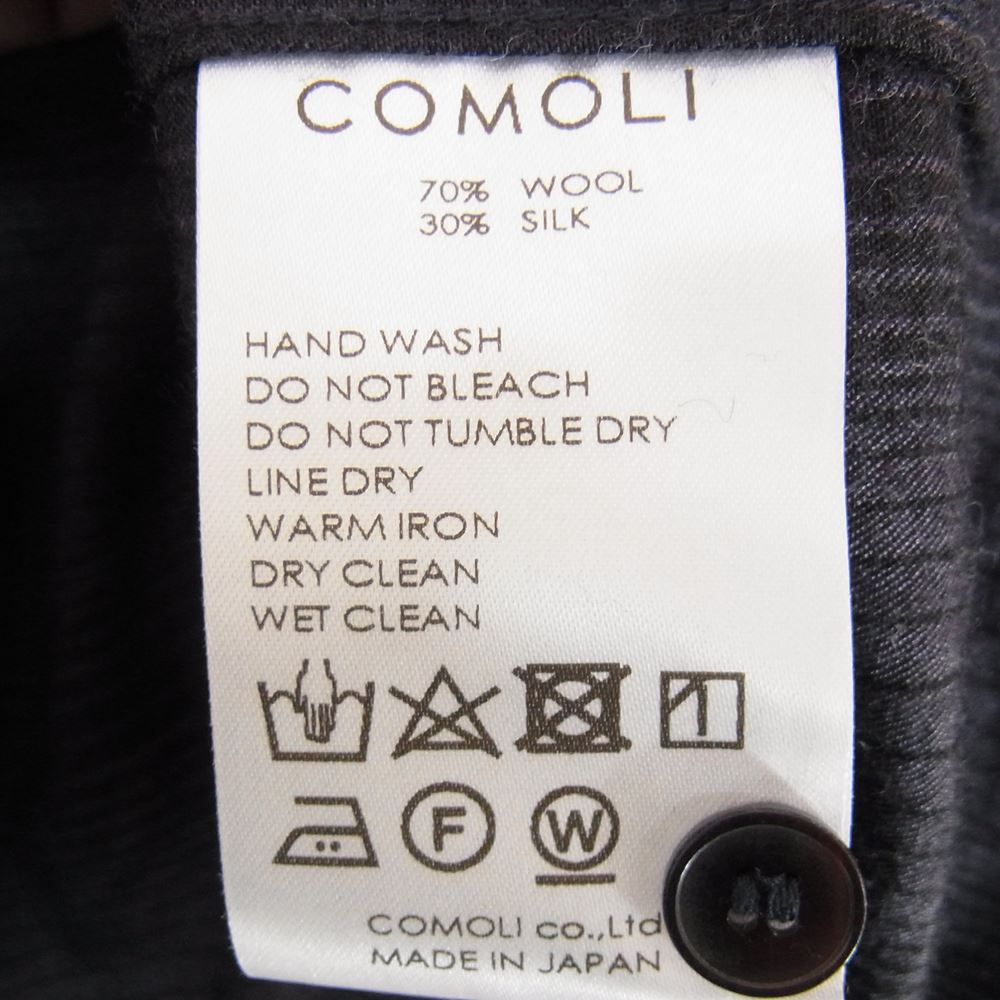 COMOLI
70% WOOL
30% SILK
HAND WASH
DO NOT BLEACH
DO NOT TUMBLE DRY
LINE DRY
WARM IRON
DRY CLEAN
WET CLEAN
F W
COMOLI co.,Ltd
MADE IN JAPAN